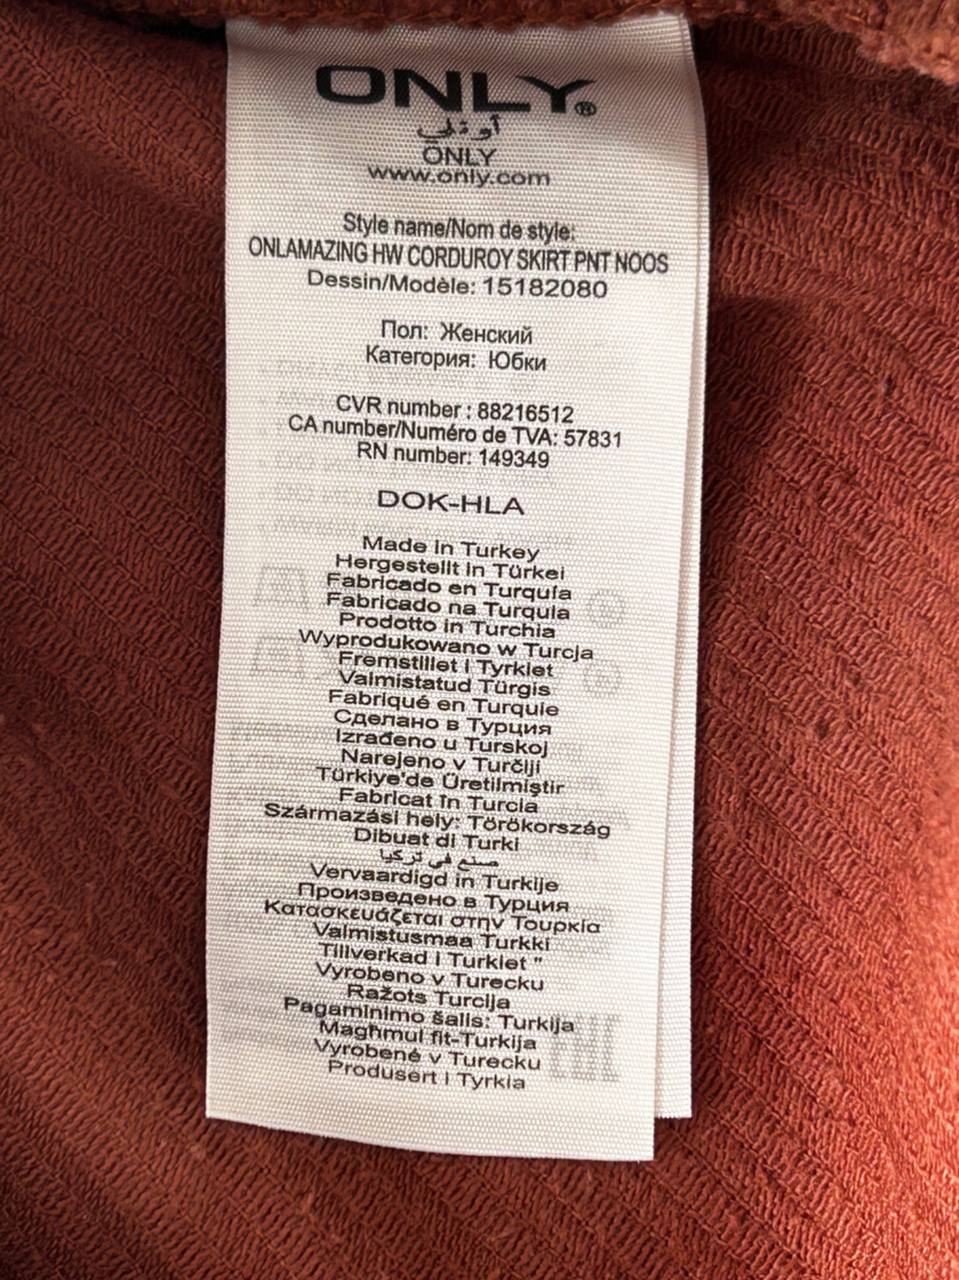 ONLY®
أونلي
ONLY
www.only.com
Style name/Nom de style:
ONLAMAZING HW CORDUROY SKIRT PNT NOOS
Dessin/Modèle: 15182080
Пол: Женский
Категория: Юбки
CVR number : 88216512
CA number/Numéro de TVA: 57831
RN number: 149349
DOK-HLA
Made in Turkey
Hergestellt in Türkei
Fabricado en Turquía
Fabricado na Turquia
Prodotto in Turchia
Wyprodukowano w Turcja
Fremstillet i Tyrkiet
Valmistatud Türgis
Fabriqué en Turquie
Сделано в Турция
Izrađeno u Turskoj
Narejeno v Turčiji
Türkiye'de Üretilmiştir
Fabricat în Turcia
Származási hely: Törökország
Dibuat di Turki
صنع في تركيا
Vervaardigd in Turkije
Произведено в Турция
Κατασκευάζεται στην Τουρκία
Valmistusmaa Turkki
Tillverkad i Turkiet "
Vyrobeno v Turecku
Ražots Turcija
Pagaminimo šalis: Turkija
Magħmul fit-Turkija
Vyrobené v Turecku
Produsert i Tyrkia